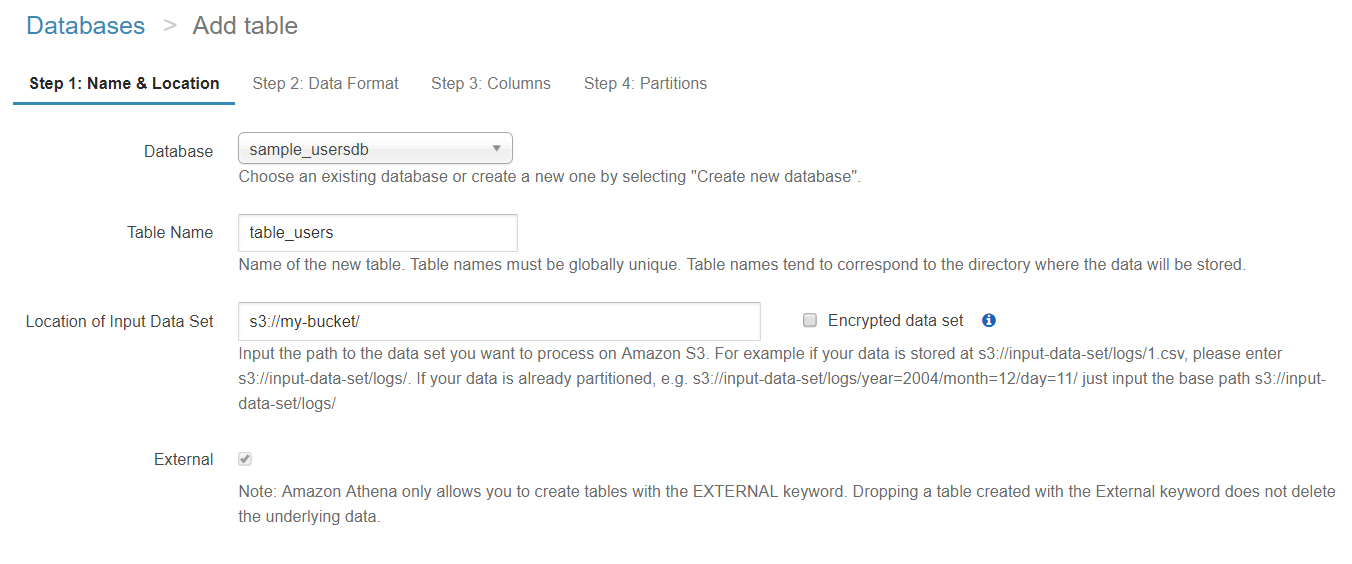 Databases > Add table
Step 1: Name & Location Step 2: Data Format Step 3: Columns Step 4: Partitions
Database sample_usersdb
Choose an existing database or create a new one by selecting "Create new database".
Table Name table_users
Name of the new table. Table names must be globally unique. Table names tend to correspond to the directory where the data will be stored.
Location of Input Data Set s3://my-bucket/ Encrypted data set
Input the path to the data set you want to process on Amazon S3. For example if your data is stored at s3://input-data-set/logs/1.csv, please enter
s3://input-data-set/logs/. If your data is already partitioned, e.g. s3://input-data-set/logs/year=2004/month=12/day=11/ just input the base path s3://input-
data-set/logs/
External
Note: Amazon Athena only allows you to create tables with the EXTERNAL keyword. Dropping a table created with the External keyword does not delete
the underlying data.